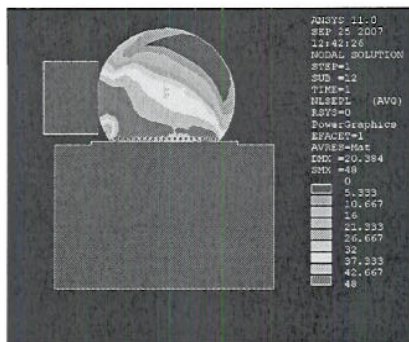 ANSYS 11.0
SEP 25 2007
12:42:26
NODAL SOLUTION
STEP=1
SUB =12
TIME=1
NLSEPL (AVG)
RSYS=0
PowerGraphics
EFACET=1
AVRES=Mat
DMX =20.384
SMX =48
0
5.333
10.667
16
21.333
26.667
32
37.333
42.667
48